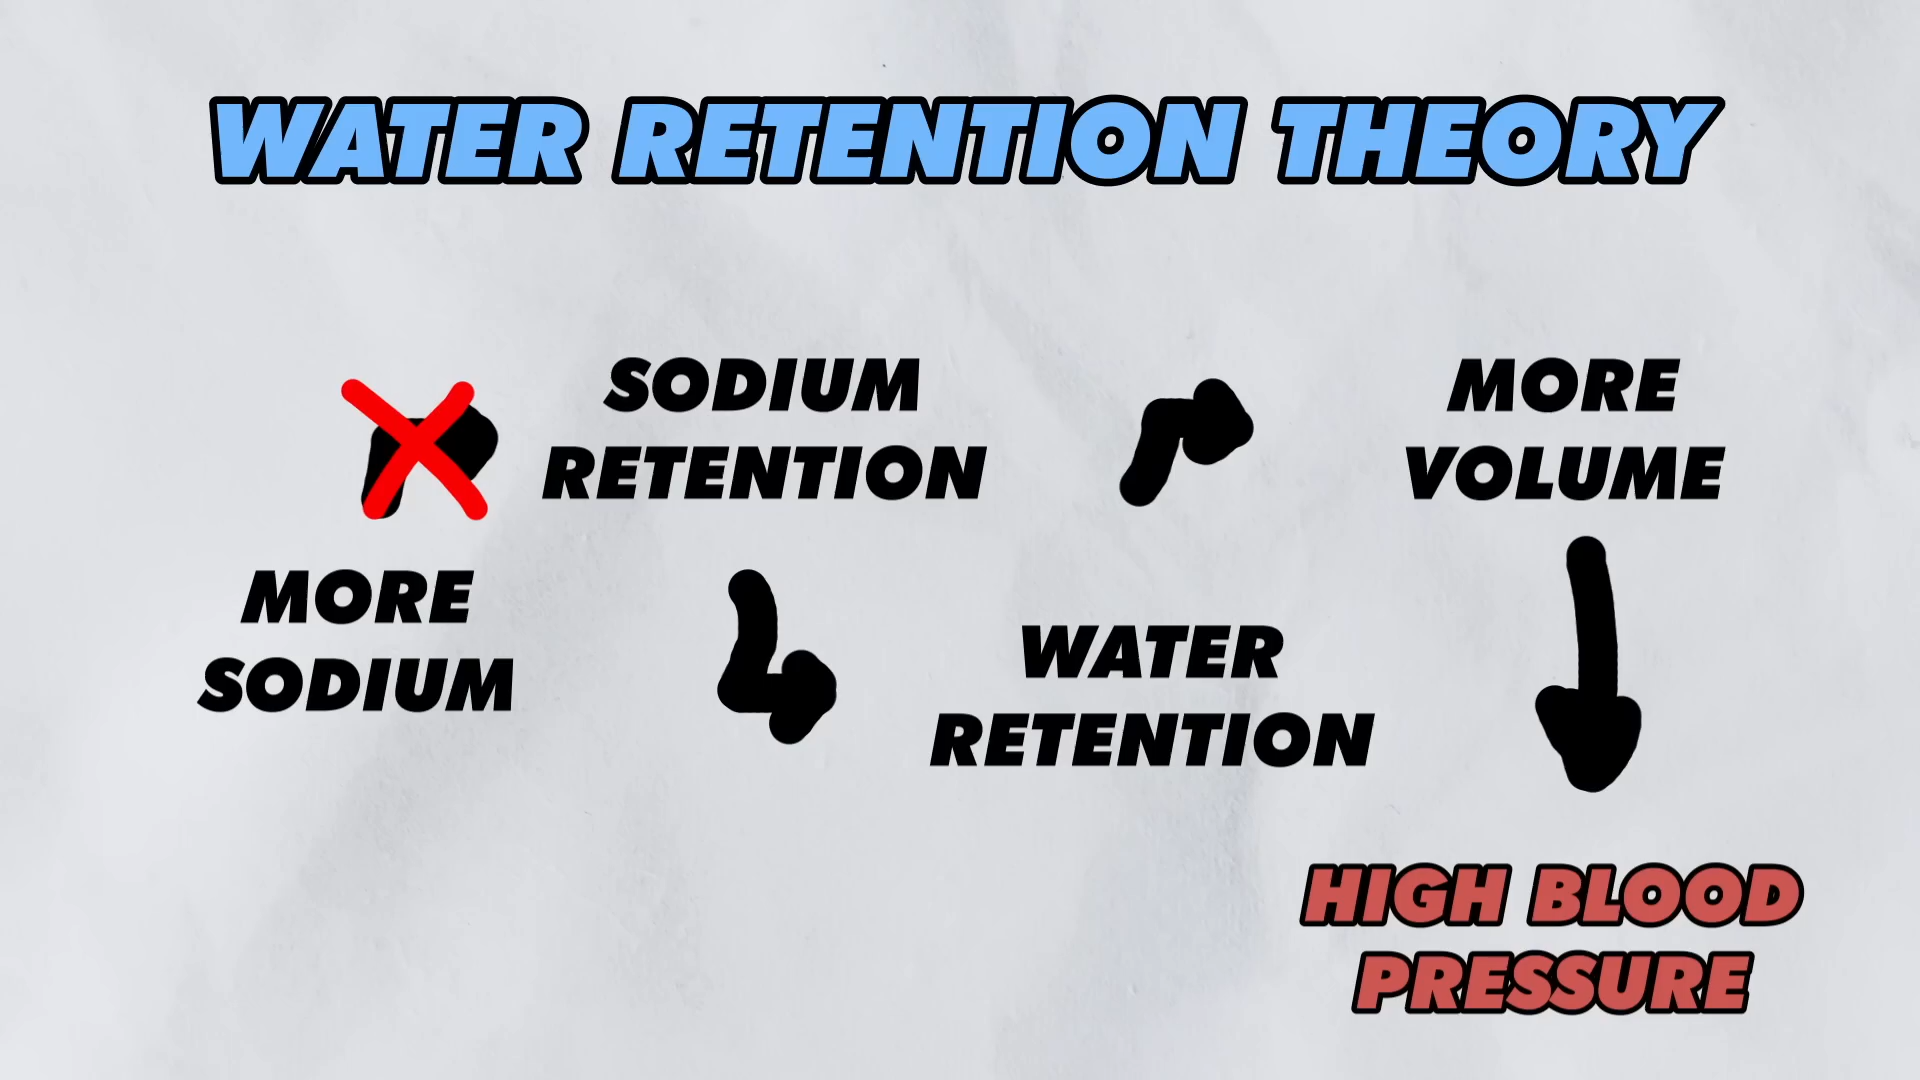 WATER RETENTION THEORY
MORE
SODIUM
SODIUM
RETENTION
WATER
RETENTION
MORE
VOLUME
HIGH BLOOD
PRESSURE